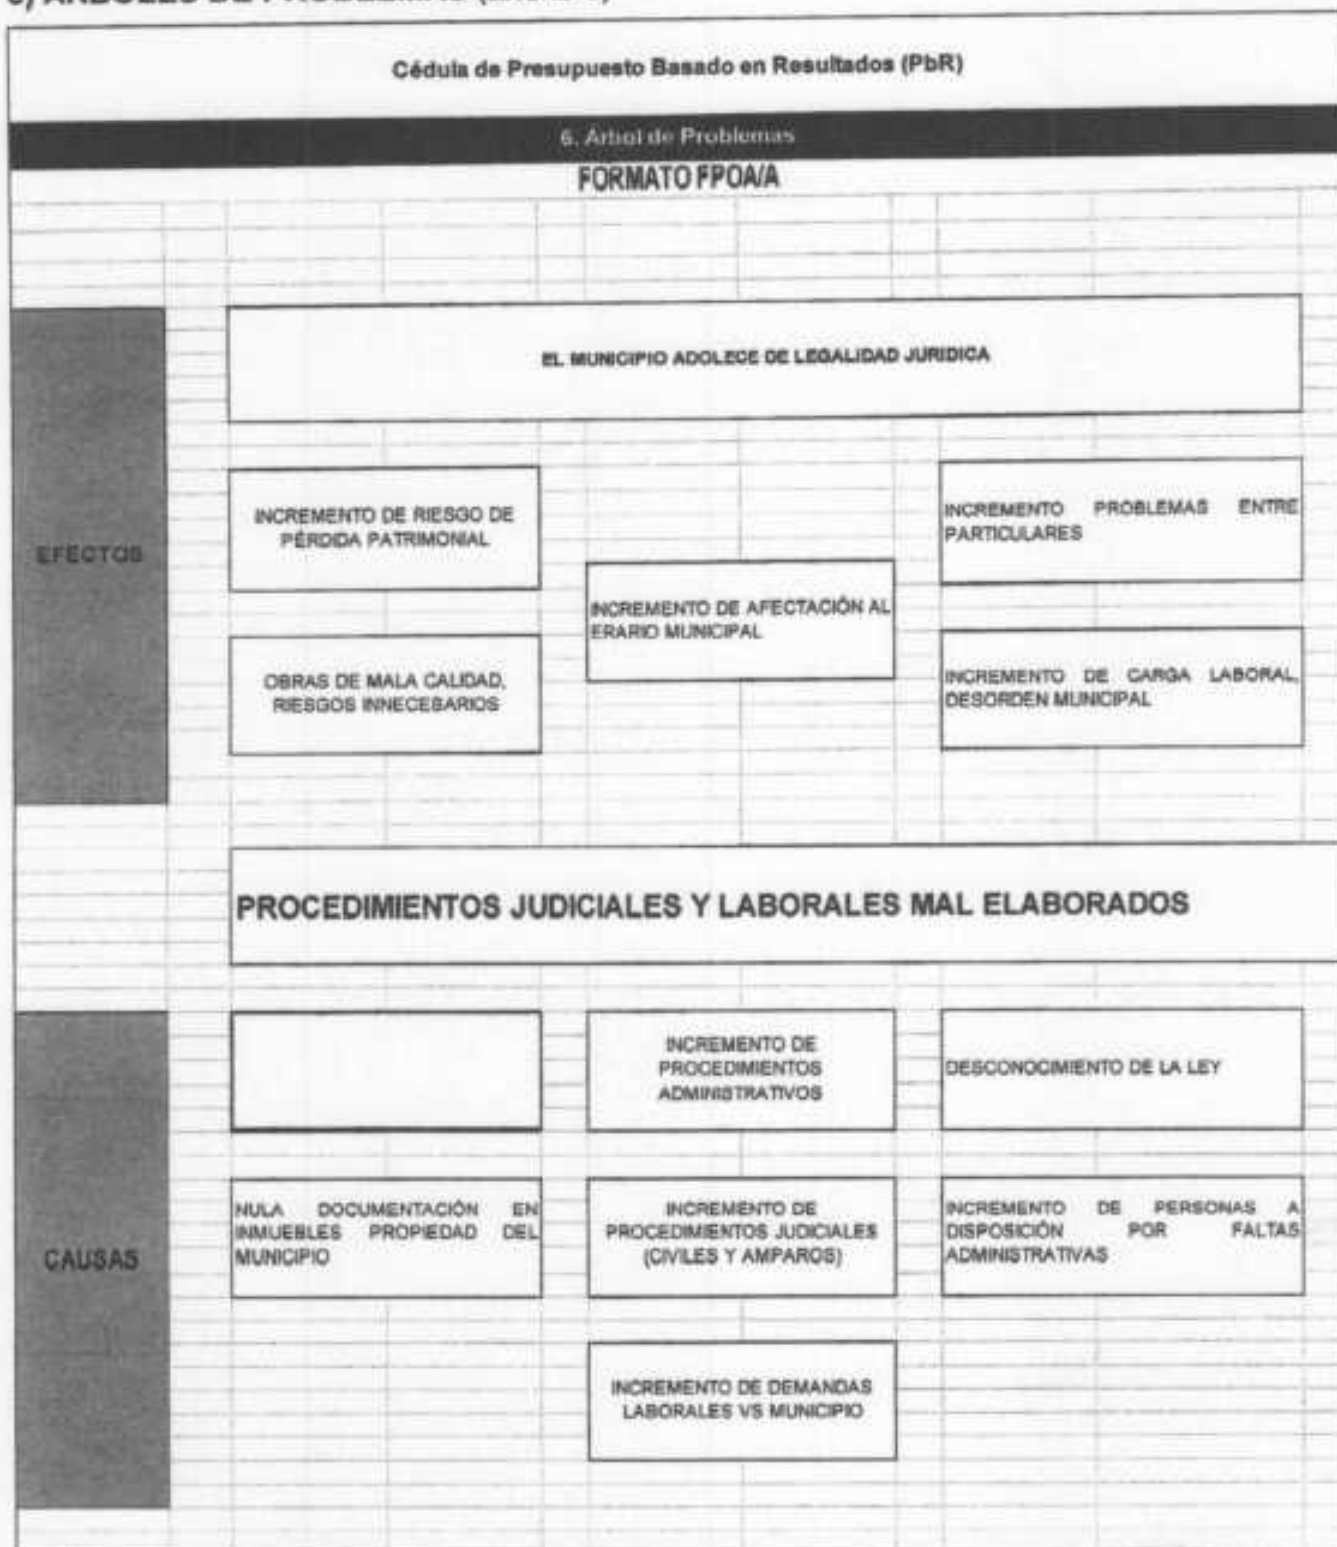 Cédula de Presupuesto Basado en Resultados (PbR)
6. Arbol de Problemas
FORMATO FPOA/A
EL MUNICIPIO ADOLECE DE LEGALIDAD JURIDICA
EFECTOS
INCREMENTO DE RIESGO DE
PÉRDIDA PATRIMONIAL
INCREMENTO PROBLEMAS ENTRE
PARTICULARES
INCREMENTO DE AFECTACIÓN AL
ERARIO MUNICIPAL
OBRAS DE MALA CALIDAD,
RIESGOS INNECESARIOS
INCREMENTO DE CARGA LABORAL,
DESORDEN MUNICIPAL
PROCEDIMIENTOS JUDICIALES Y LABORALES MAL ELABORADOS
CAUSAS
INCREMENTO DE
PROCEDIMIENTOS
ADMINISTRATIVOS
DESCONOCIMIENTO DE LA LEY
NULA DOCUMENTACIÓN EN
INMUEBLES PROPIEDAD DEL
MUNICIPIO
INCREMENTO DE
PROCEDIMIENTOS JUDICIALES
(CIVILES Y AMPAROS)
INCREMENTO DE PERSONAS A
DISPOSICIÓN POR FALTAS
ADMINISTRATIVAS
INCREMENTO DE DEMANDAS
LABORALES VS MUNICIPIO